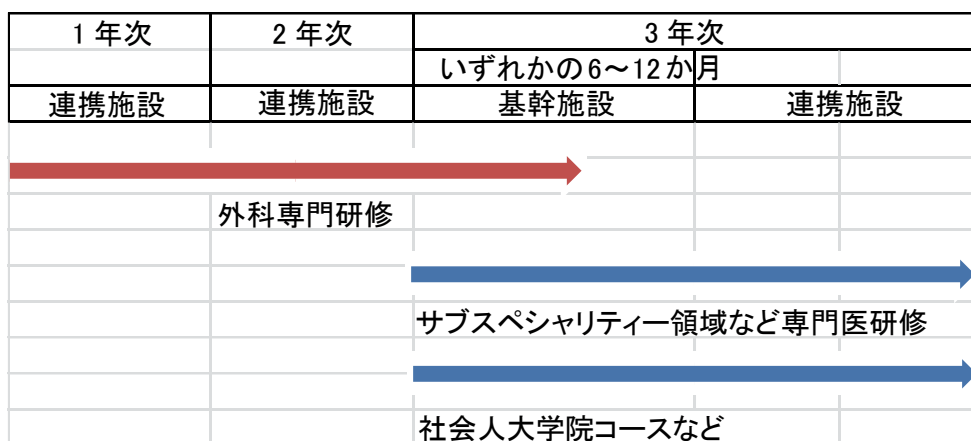 1年次 2年次 3年次
いずれかの6～12か月
連携施設 連携施設 基幹施設 連携施設
外科専門研修
サブスペシャリティー領域など専門医研修
社会人大学院コースなど